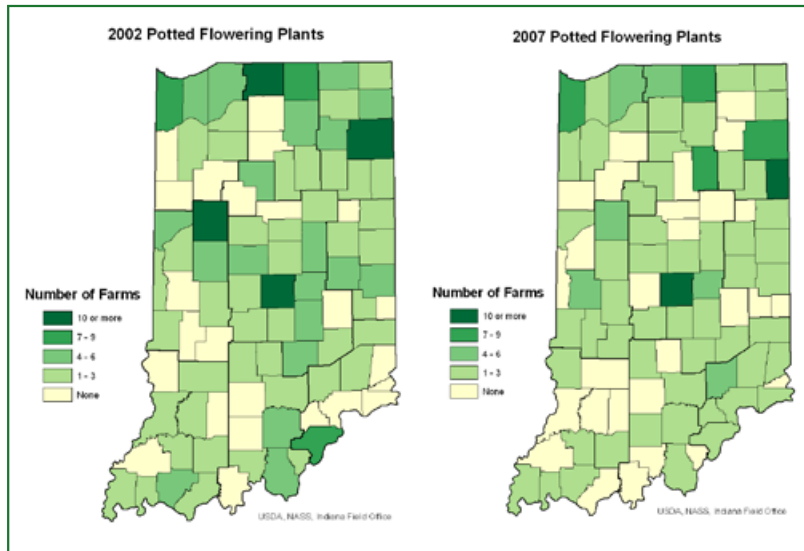 2002 Potted Flowering Plants
Number of Farms
10 or more
7 - 9
4 - 6
1 - 3
None
USDA, NASS, Indiana Field Office
2007 Potted Flowering Plants
Number of Farms
10 or more
7 - 9
4 - 6
1 - 3
None
USDA, NASS, Indiana Field Office